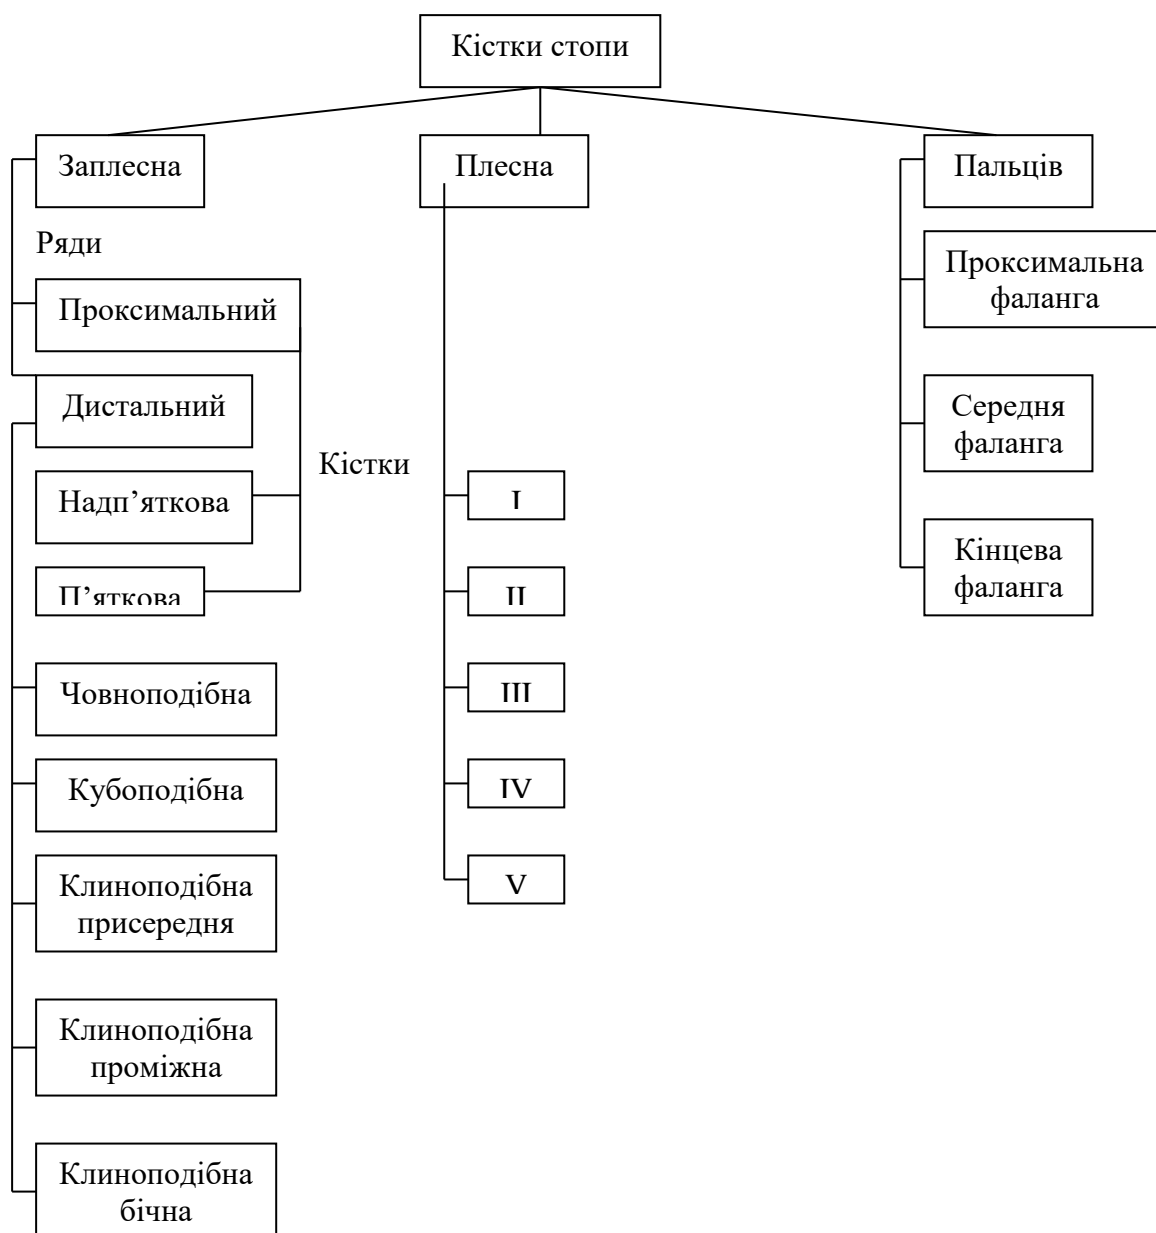 Кістки стопи
Заплесна
Плесна
Пальців
Ряди
Проксимальна
фаланга
Проксимальний
Дистальний
Середня
фаланга
Кістки
Надп’яткова
I
Кінцева
фаланга
П’яткова
II
Човноподібна
III
Кубоподібна
IV
Клиноподібна
присередня
V
Клиноподібна
проміжна
Клиноподібна
бічна